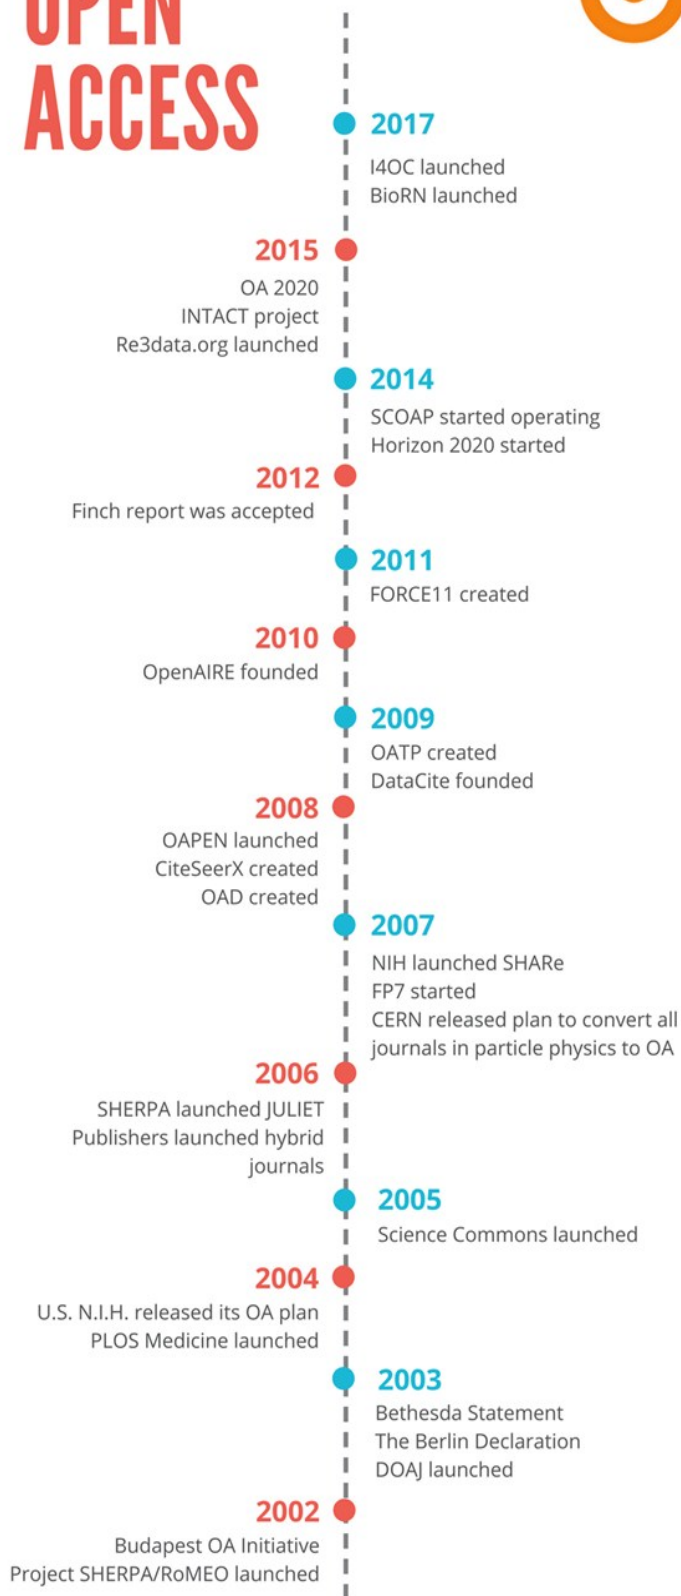 OPEN
ACCESS
2017
I4OC launched
BioRN launched
2015
OA 2020
INTACT project
Re3data.org launched
2014
SCOAP started operating
Horizon 2020 started
2012
Finch report was accepted
2011
FORCE11 created
2010
OpenAIRE founded
2009
OATP created
DataCite founded
2008
OAPEN launched
CiteSeerX created
OAD created
2007
NIH launched SHARe
FP7 started
CERN released plan to convert all
journals in particle physics to OA
2006
SHERPA launched JULIET
Publishers launched hybrid
journals
2005
Science Commons launched
2004
U.S. N.I.H. released its OA plan
PLOS Medicine launched
2003
Bethesda Statement
The Berlin Declaration
DOAJ launched
2002
Budapest OA Initiative
Project SHERPA/RoMEO launched